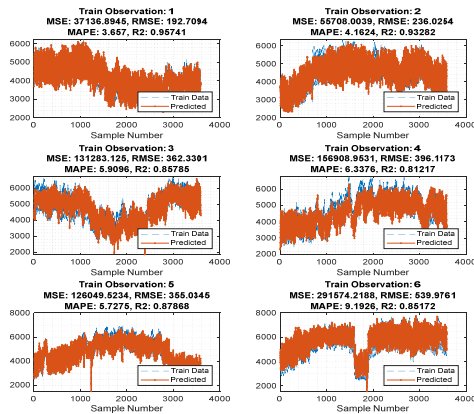 Train Observation: 1
MSE: 37136.8945, RMSE: 192.7094
MAPE: 3.657, R2: 0.95741
6000
5000
4000
3000
2000
Train Data
Predicted
0
1000
2000
3000
4000
Sample Number
Train Observation: 2
MSE: 55708.0039, RMSE: 236.0254
MAPE: 4.1624, R2: 0.93282
6000
5000
4000
3000
2000
Train Data
Predicted
0
1000
2000
3000
4000
Sample Number
Train Observation: 3
MSE: 131283.125, RMSE: 362.3301
MAPE: 5.9096, R2: 0.85785
6000
5000
4000
3000
2000
Train Data
Predicted
0
1000
2000
3000
4000
Sample Number
Train Observation: 4
MSE: 156908.9531, RMSE: 396.1173
MAPE: 6.3376, R2: 0.81217
6000
5000
4000
3000
2000
Train Data
Predicted
0
1000
2000
3000
4000
Sample Number
Train Observation: 5
MSE: 126049.5234, RMSE: 355.0345
MAPE: 5.7275, R2: 0.87868
8000
6000
4000
2000
Train Data
Predicted
0
1000
2000
3000
4000
Sample Number
Train Observation: 6
MSE: 291574.2188, RMSE: 539.9761
MAPE: 9.1926, R2: 0.85172
8000
6000
4000
2000
Train Data
Predicted
0
1000
2000
3000
4000
Sample Number